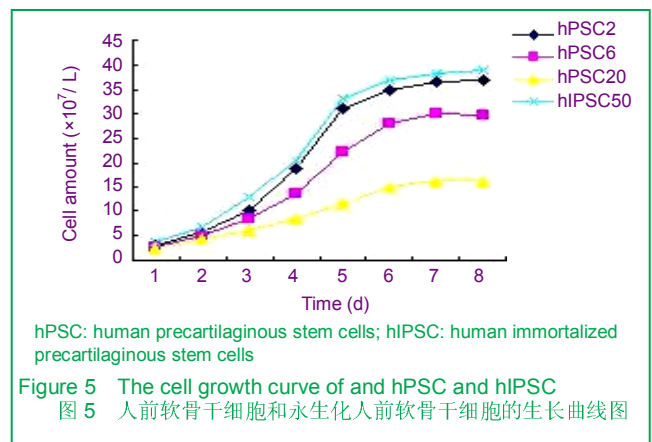 45
40
35
30
25
20
15
10
5
0
Cell amount (×10⁷/ L)
1 2 3 4 5 6 7 8
Time (d)
hPSC2
hPSC6
hPSC20
hIPSC50
hPSC: human precartilaginous stem cells; hIPSC: human immortalized
precartilaginous stem cells
Figure 5 The cell growth curve of and hPSC and hIPSC
图 5 人前软骨干细胞和永生化人前软骨干细胞的生长曲线图